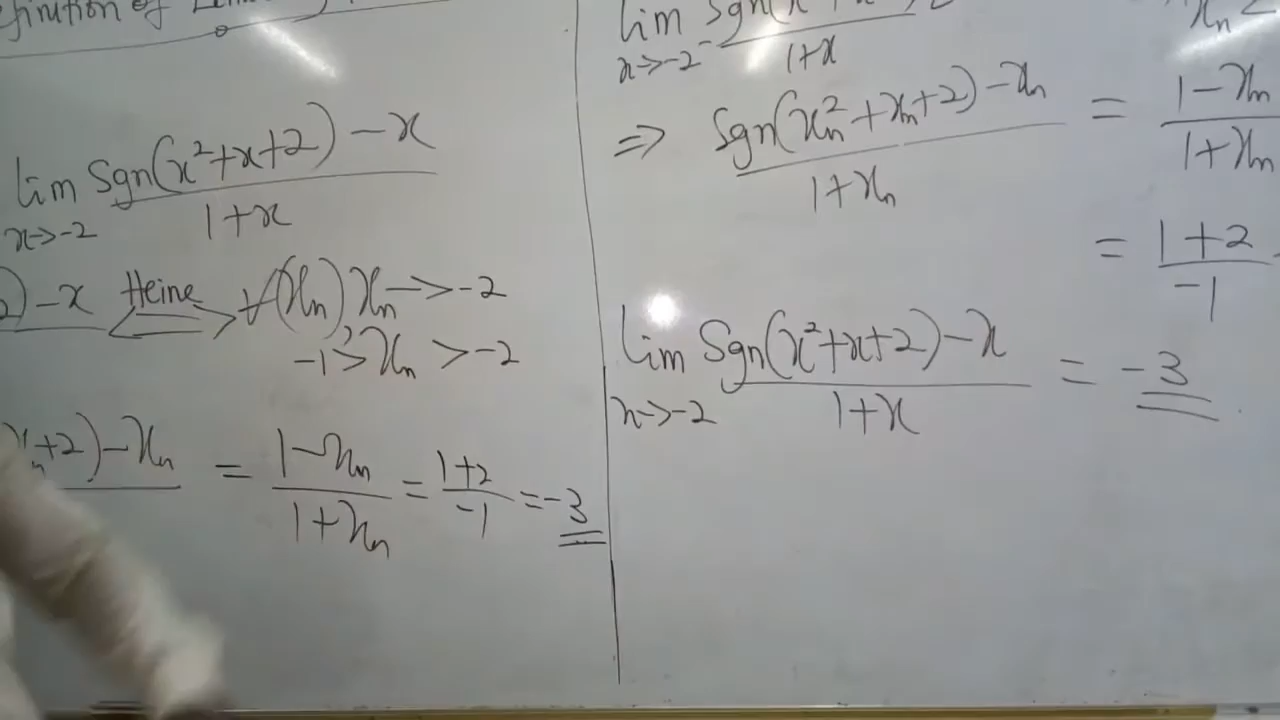 finition of
lim Sgn(x²+x+2) -x
x->-2 1+x
)-x Heine <=> ∀(xn) xn -> -2
-1 > xn > -2
+2)-xn = 1-xn / 1+xn = 1+2 / -1 = -3
lim Sgn(
x->-2⁻ 1+x
=> Sgn(xn²+xn+2) -xn / 1+xn = 1-xn / 1+xn
= 1+2 / -1
lim Sgn(x²+x+2)-x / 1+x = -3
x->-2
xn <